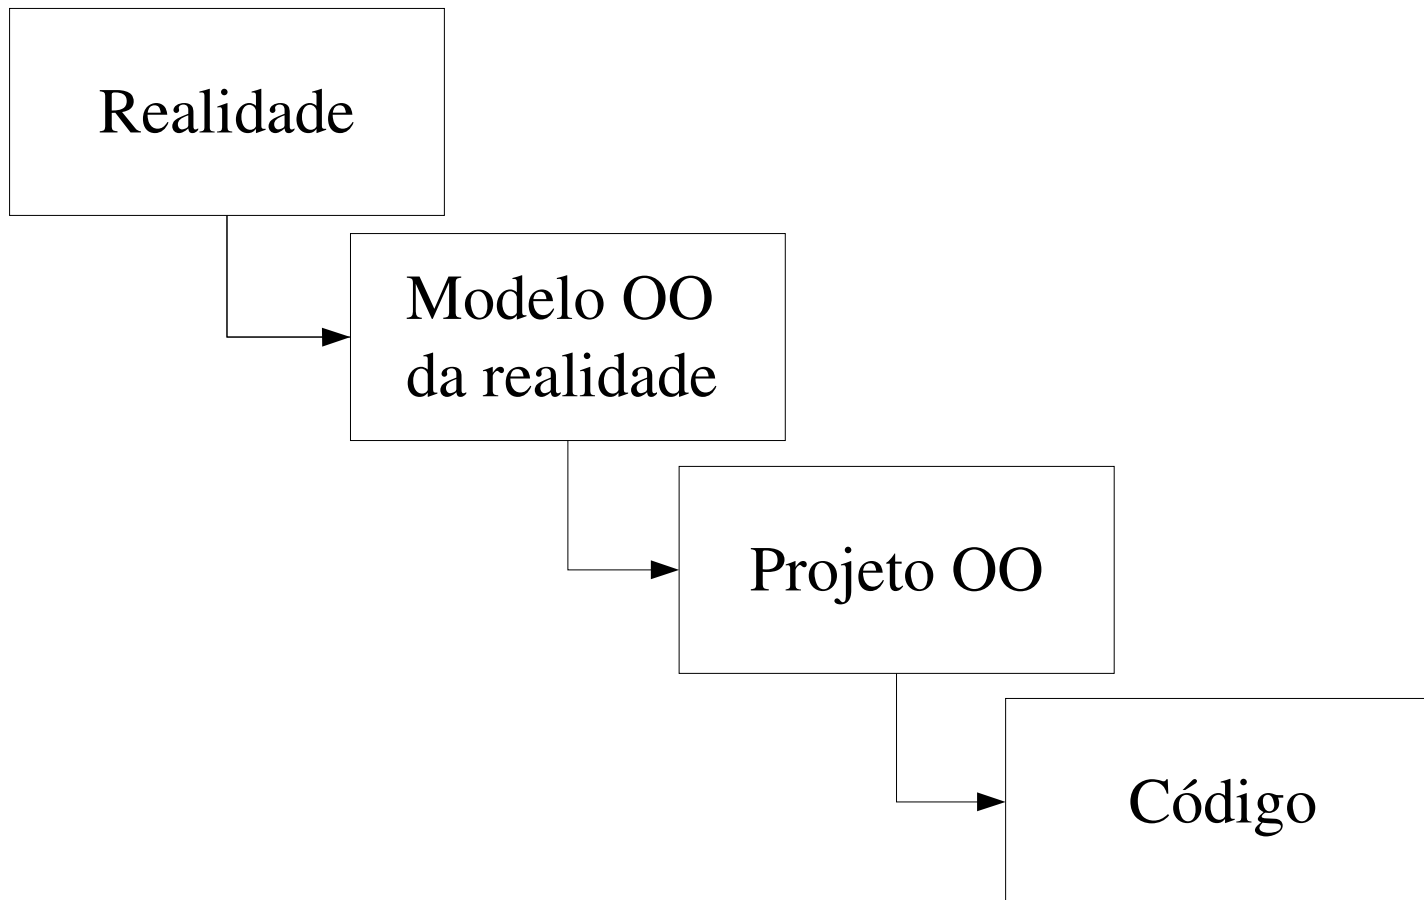 Realidade
Modelo OO
da realidade
Projeto OO
Código